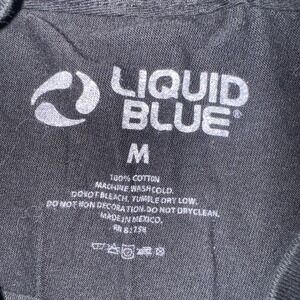 LIQUID
BLUE®
M
100% COTTON
MACHINE WASH COLD.
DO NOT BLEACH, TUMBLE DRY LOW.
DO NOT IRON DECORATION. DO NOT DRYCLEAN.
MADE IN MEXICO.
RN